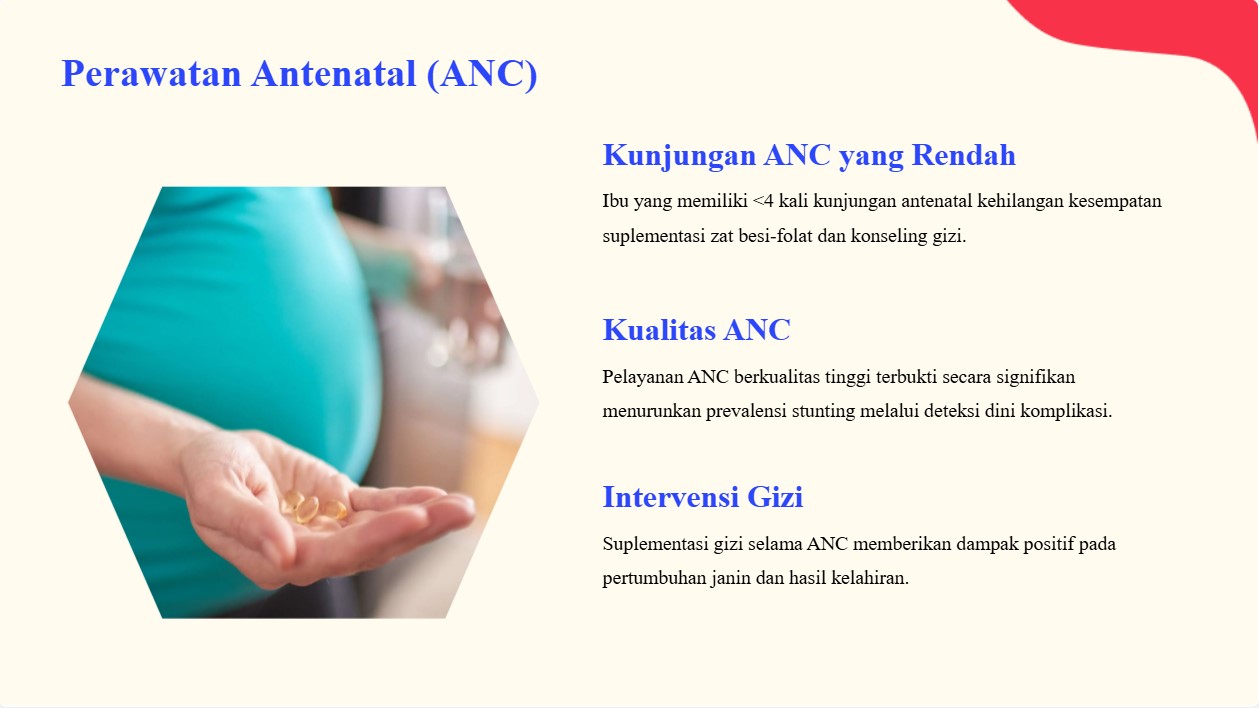 Perawatan Antenatal (ANC)
Kunjungan ANC yang Rendah
Ibu yang memiliki <4 kali kunjungan antenatal kehilangan kesempatan
suplementasi zat besi-folat dan konseling gizi.
Kualitas ANC
Pelayanan ANC berkualitas tinggi terbukti secara signifikan
menurunkan prevalensi stunting melalui deteksi dini komplikasi.
Intervensi Gizi
Suplementasi gizi selama ANC memberikan dampak positif pada
pertumbuhan janin dan hasil kelahiran.